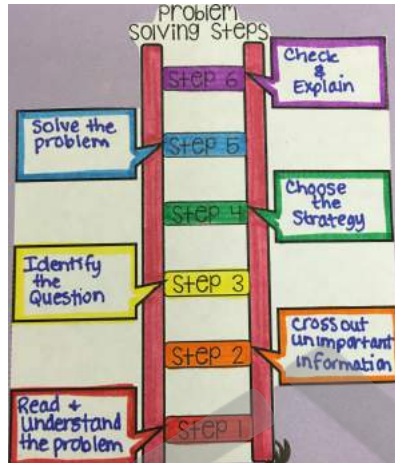 Problem
Solving Steps
Check
&
Explain
Step 6
Solve the
problem
Step 5
Choose
the
Strategy
Step 4
Identify
the
Question
Step 3
Cross out
unimportant
information
Step 2
Read &
understand
the problem
Step 1